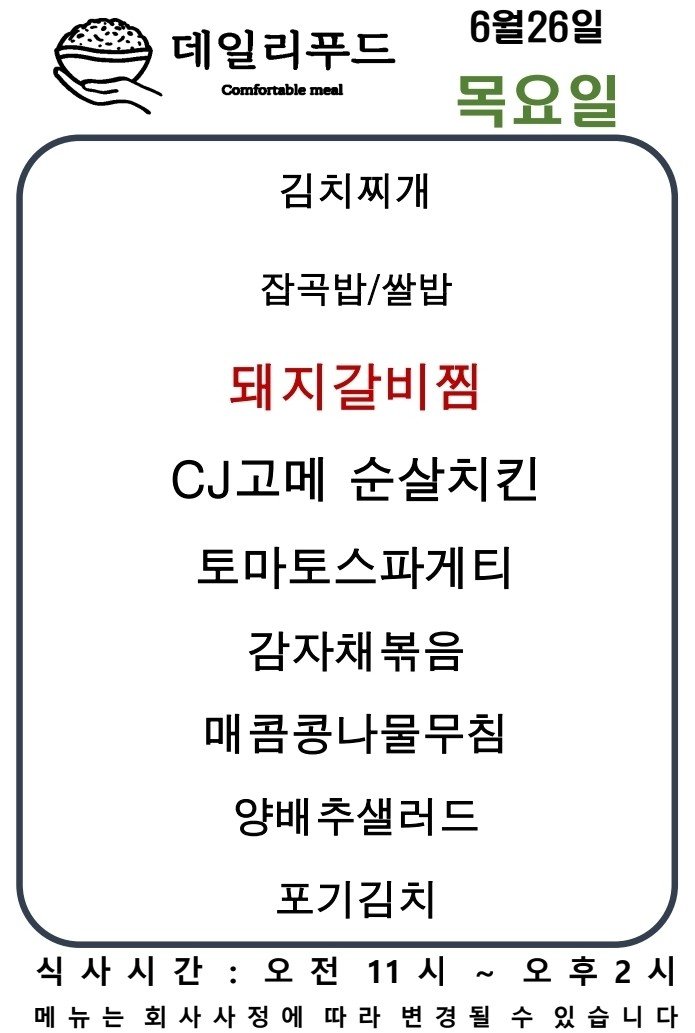 데일리푸드
Comfortable meal
6월26일
목요일
김치찌개
잡곡밥/쌀밥
돼지갈비찜
CJ고메 순살치킨
토마토스파게티
감자채볶음
매콤콩나물무침
양배추샐러드
포기김치
식사시간 : 오전 11시 ~ 오후 2시
메뉴는 회사사정에 따라 변경될 수 있습니다